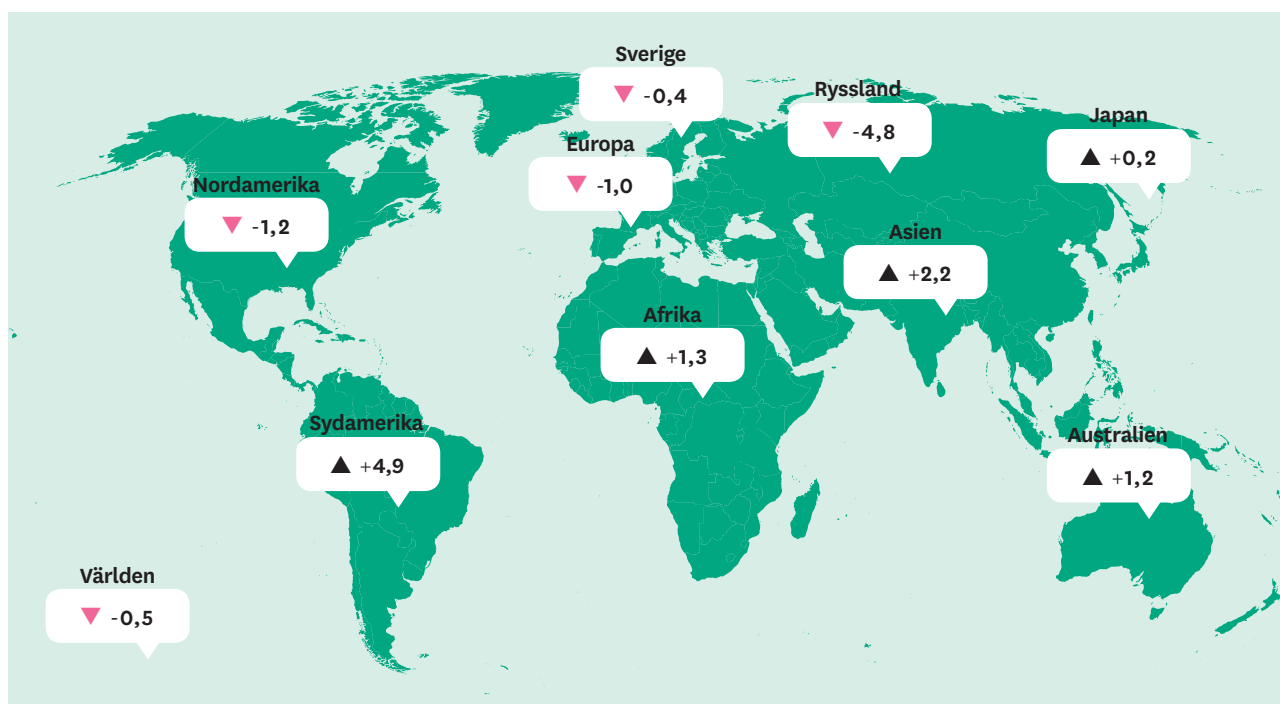 Sverige
▼ -0,4
Ryssland
▼ -4,8
Japan
▲ +0,2
Europa
▼ -1,0
Nordamerika
▼ -1,2
Asien
▲ +2,2
Afrika
▲ +1,3
Sydamerika
▲ +4,9
Australien
▲ +1,2
Världen
▼ -0,5